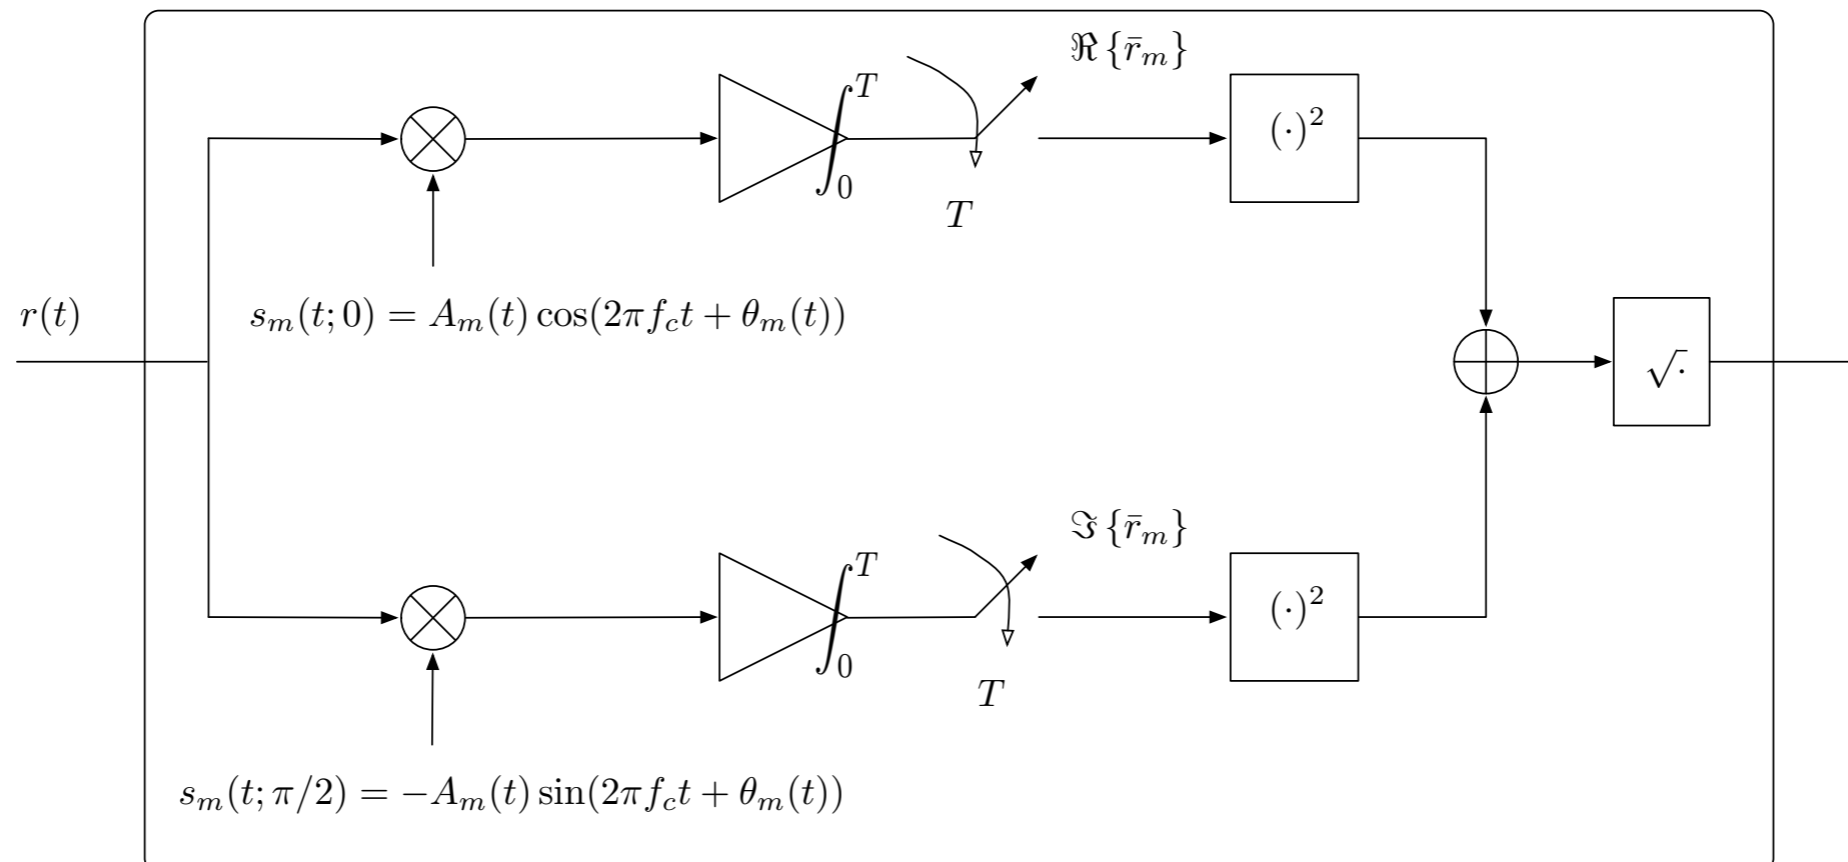 ℜ {r̄_m}
∫_0^T
(·)^2
T
r(t)
s_m(t; 0) = A_m(t) cos(2πf_c t + θ_m(t))
√·
ℑ {r̄_m}
∫_0^T
(·)^2
T
s_m(t; π/2) = −A_m(t) sin(2πf_c t + θ_m(t))